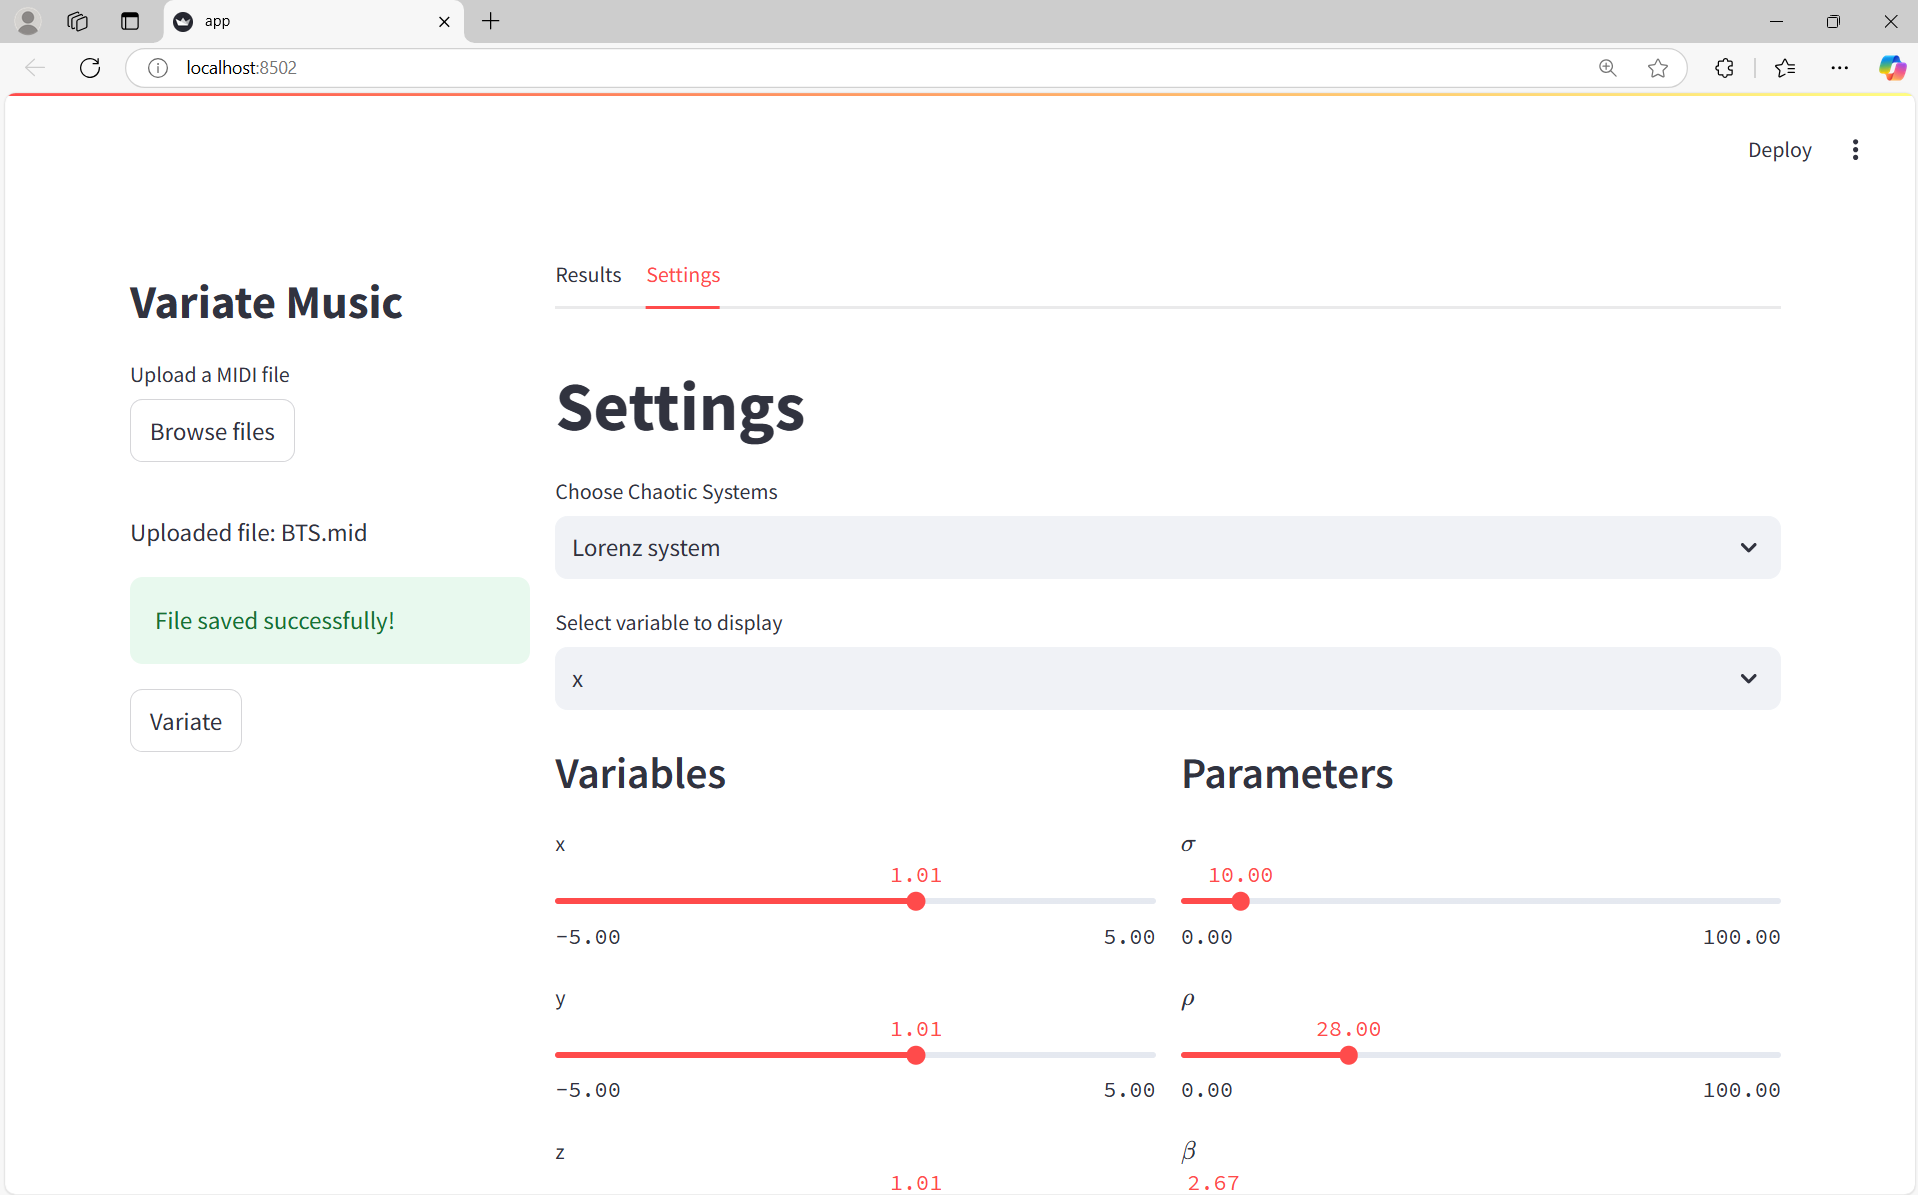 app
localhost:8502
Deploy
Variate Music
Upload a MIDI file
Browse files
Uploaded file: BTS.mid
File saved successfully!
Variate
Results Settings
Settings
Choose Chaotic Systems
Lorenz system
Select variable to display
x
Variables
x
1.01
-5.00 5.00
y
1.01
-5.00 5.00
z
1.01
Parameters
σ
10.00
0.00 100.00
ρ
28.00
0.00 100.00
β
2.67